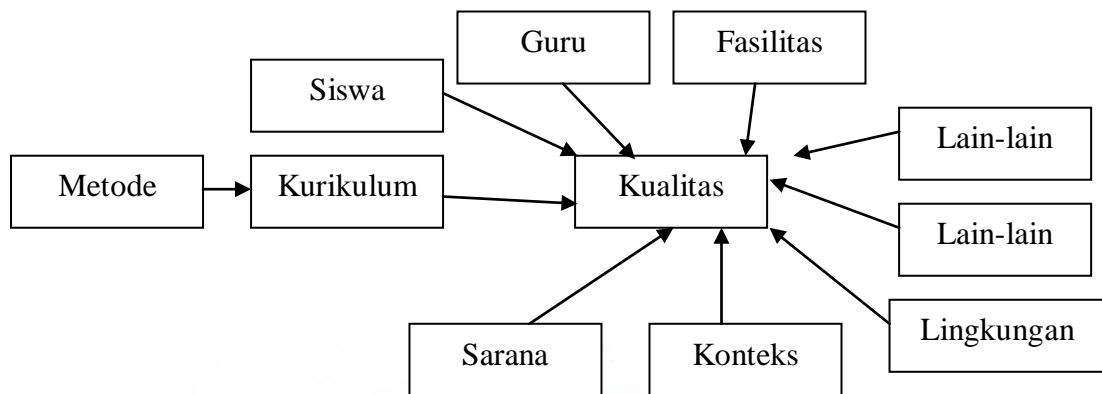 Guru
Fasilitas
Siswa
Lain-lain
Metode
Kurikulum
Kualitas
Lain-lain
Lingkungan
Sarana
Konteks